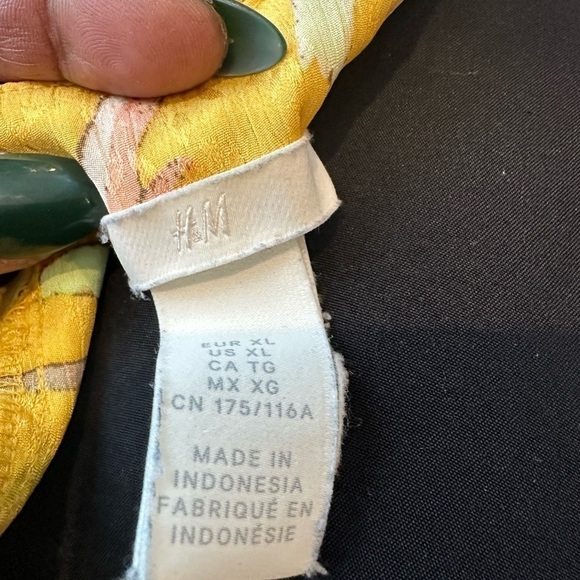 H&M
EUR XL
US XL
CA TG
MX XG
CN 175/116A
MADE IN
INDONESIA
FABRIQUÉ EN
INDONÉSIE